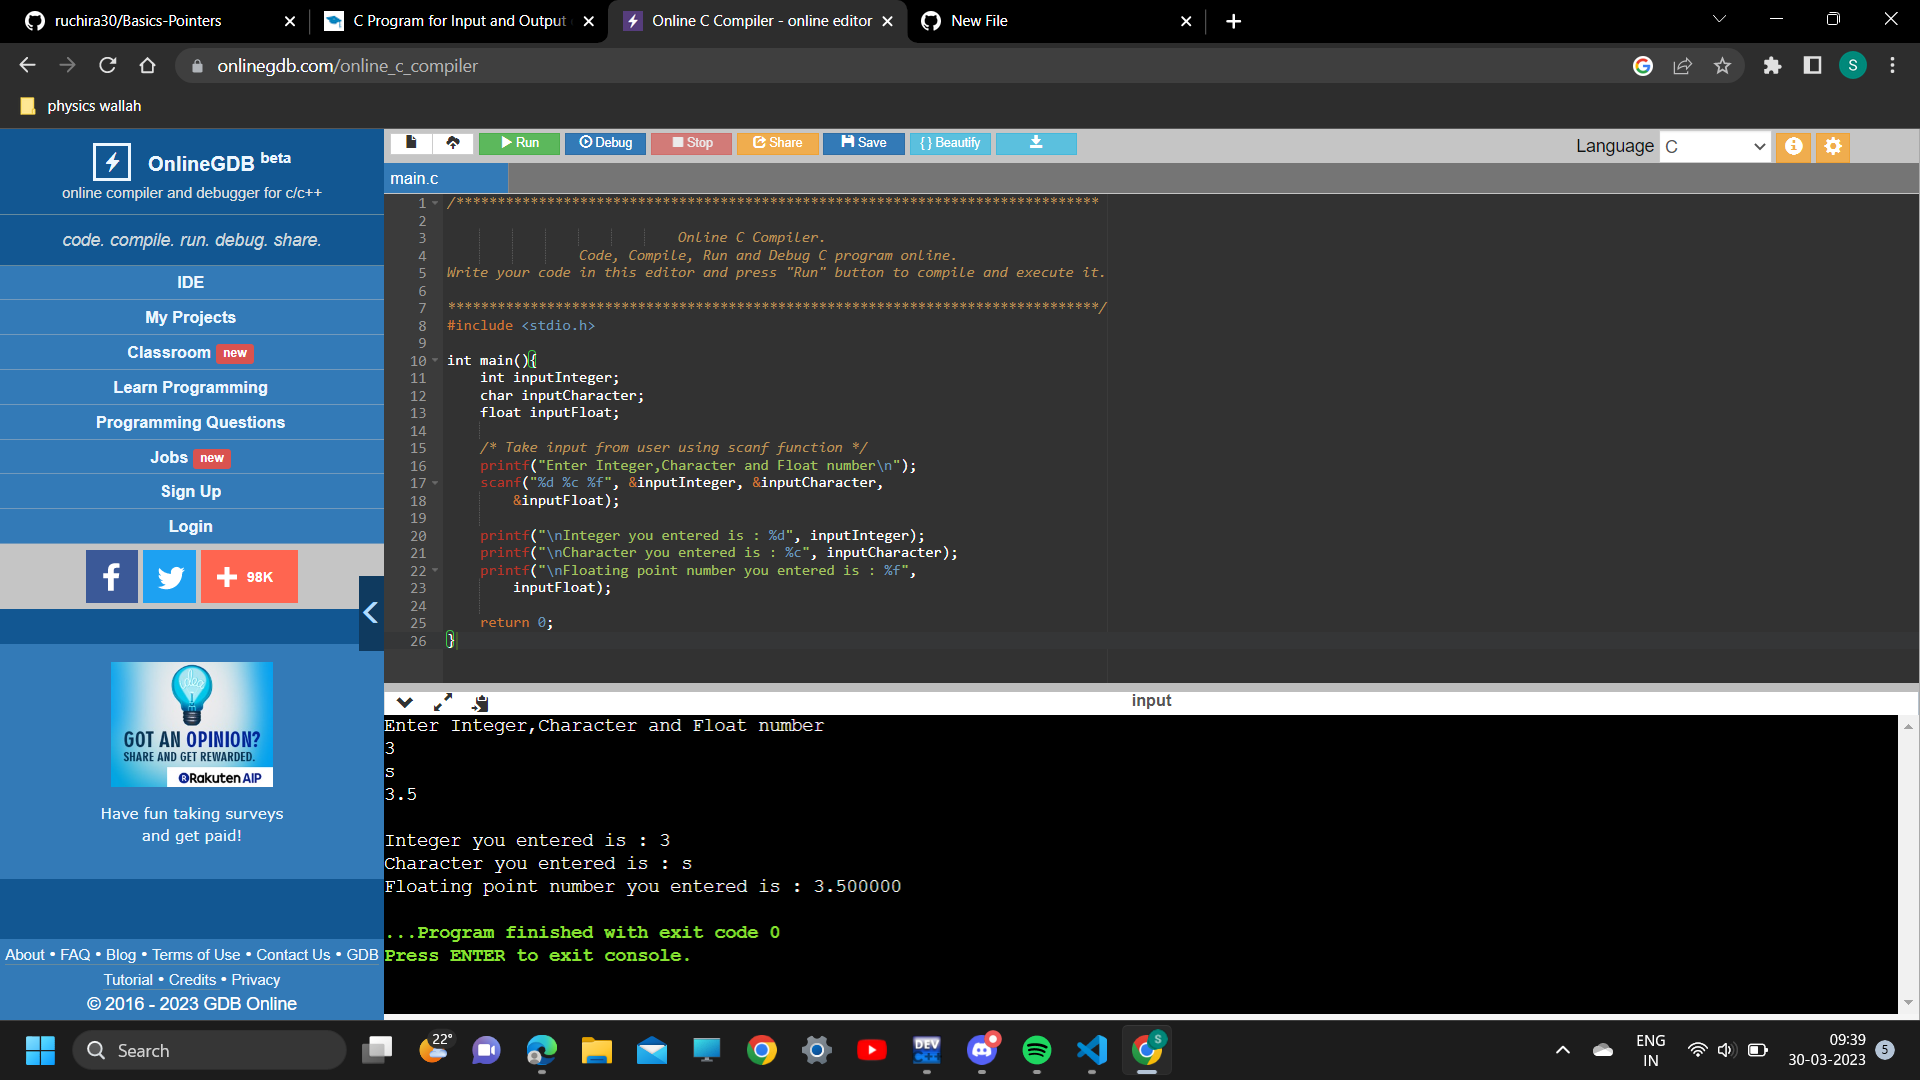 ruchira30/Basics-Pointers
C Program for Input and Output
Online C Compiler - online editor
New File
onlinegdb.com/online_c_compiler
S
physics wallah
OnlineGDB beta
online compiler and debugger for c/c++
code. compile. run. debug. share.
IDE
My Projects
Classroom new
Learn Programming
Programming Questions
Jobs new
Sign Up
Login
98K
GOT AN OPINION?
SHARE AND GET REWARDED.
Rakuten AIP
Have fun taking surveys
and get paid!
About • FAQ • Blog • Terms of Use • Contact Us • GDB
Tutorial • Credits • Privacy
© 2016 - 2023 GDB Online
Run Debug Stop Share Save {} Beautify
Language C
main.c
1 /******************************************************************************
2
3 Online C Compiler.
4 Code, Compile, Run and Debug C program online.
5 Write your code in this editor and press "Run" button to compile and execute it.
6
7 *******************************************************************************/
8 #include <stdio.h>
9
10 int main(){
11 int inputInteger;
12 char inputCharacter;
13 float inputFloat;
14
15 /* Take input from user using scanf function */
16 printf("Enter Integer,Character and Float number\n");
17 scanf("%d %c %f", &inputInteger, &inputCharacter,
18 &inputFloat);
19
20 printf("\nInteger you entered is : %d", inputInteger);
21 printf("\nCharacter you entered is : %c", inputCharacter);
22 printf("\nFloating point number you entered is : %f",
23 inputFloat);
24
25 return 0;
26 }
input
Enter Integer,Character and Float number
3
s
3.5
Integer you entered is : 3
Character you entered is : s
Floating point number you entered is : 3.500000
...Program finished with exit code 0
Press ENTER to exit console.
Search
22°
DEV
C++
S
ENG
IN
09:39
30-03-2023
5